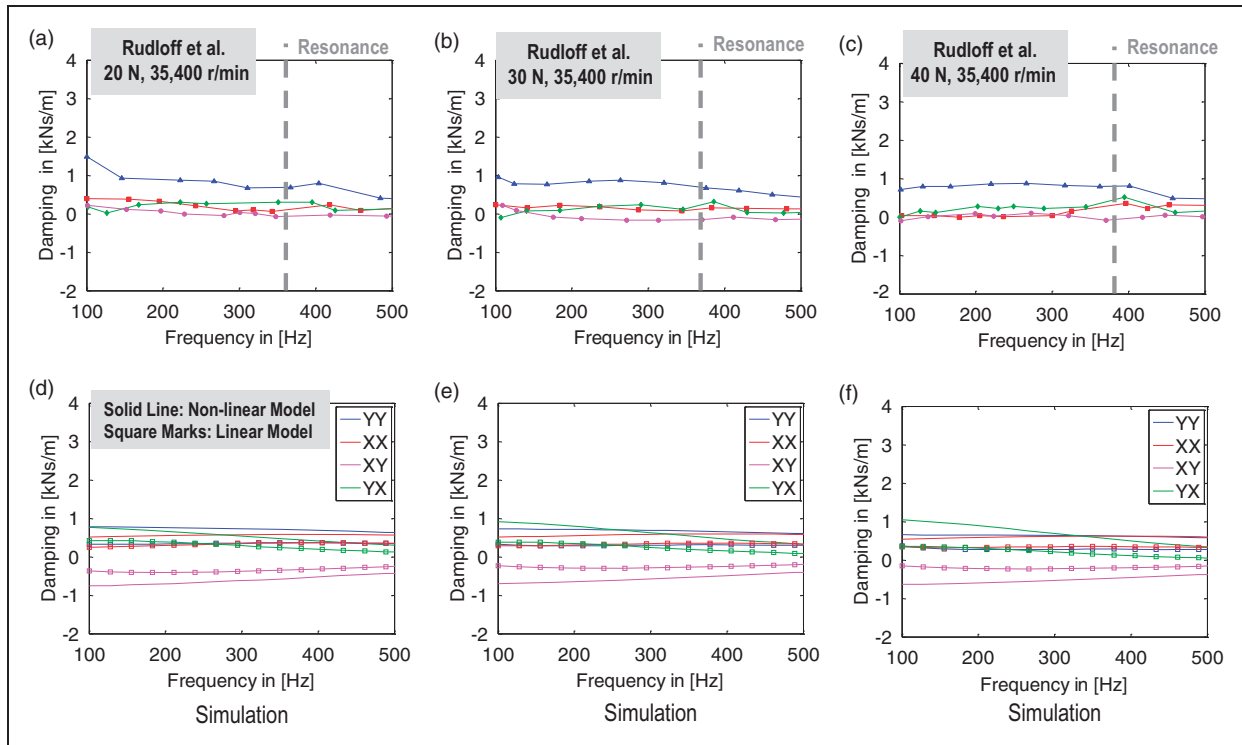 (a)
Rudloff et al.
20 N, 35,400 r/min
Resonance
4
3
2
1
0
-1
-2
Damping in [kNs/m]
100 200 300 400 500
Frequency in [Hz]
(b)
Rudloff et al.
30 N, 35,400 r/min
Resonance
4
3
2
1
0
-1
-2
Damping in [kNs/m]
100 200 300 400 500
Frequency in [Hz]
(c)
Rudloff et al.
40 N, 35,400 r/min
Resonance
4
3
2
1
0
-1
-2
Damping in [kNs/m]
100 200 300 400 500
Frequency in [Hz]
(d)
Solid Line: Non-linear Model
Square Marks: Linear Model
YY
XX
XY
YX
4
3
2
1
0
-1
-2
Damping in [kNs/m]
100 200 300 400 500
Frequency in [Hz]
Simulation
(e)
YY
XX
XY
YX
4
3
2
1
0
-1
-2
Damping in [kNs/m]
100 200 300 400 500
Frequency in [Hz]
Simulation
(f)
YY
XX
XY
YX
4
3
2
1
0
-1
-2
Damping in [kNs/m]
100 200 300 400 500
Frequency in [Hz]
Simulation